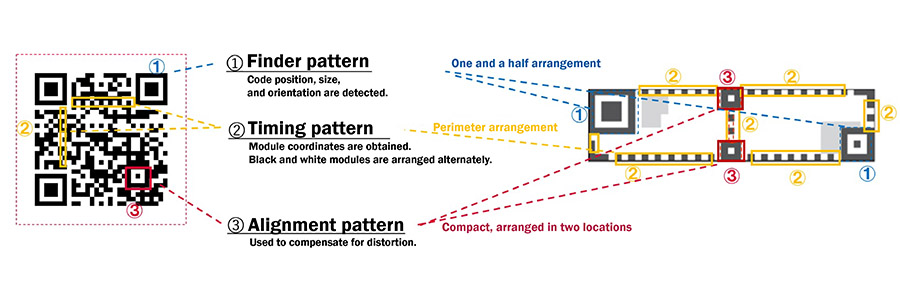 ① Finder pattern
Code position, size,
and orientation are detected.
② Timing pattern
Module coordinates are obtained.
Black and white modules are arranged alternately.
③ Alignment pattern
Used to compensate for distortion.
One and a half arrangement
Perimeter arrangement
Compact, arranged in two locations
①
②
②
③
②
③
②
①
②
②
②
③
②
①